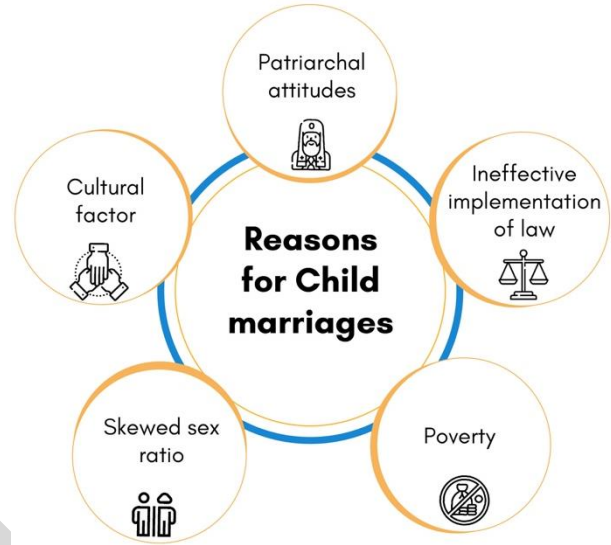 Patriarchal
attitudes
Ineffective
implementation
of law
Cultural
factor
Reasons
for Child
marriages
Skewed sex
ratio
Poverty